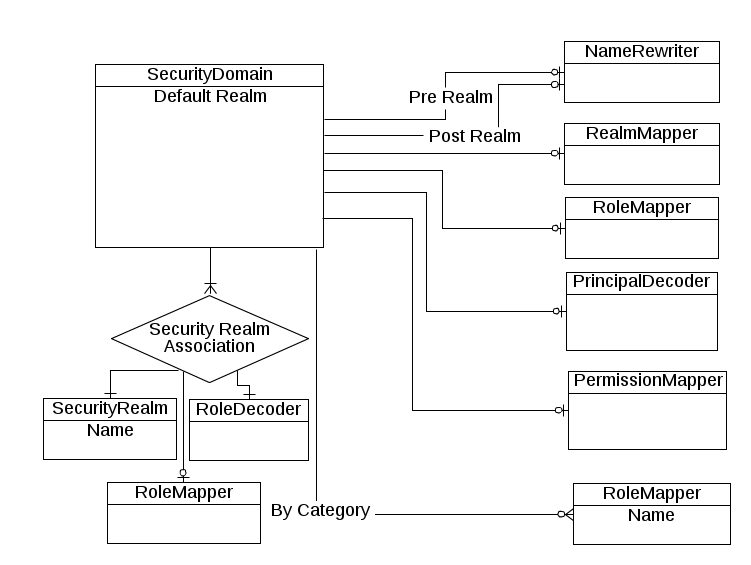 NameRewriter
SecurityDomain
Default Realm
Pre Realm
Post Realm
RealmMapper
RoleMapper
PrincipalDecoder
Security Realm
Association
PermissionMapper
SecurityRealm
Name
RoleDecoder
RoleMapper
By Category
RoleMapper
Name